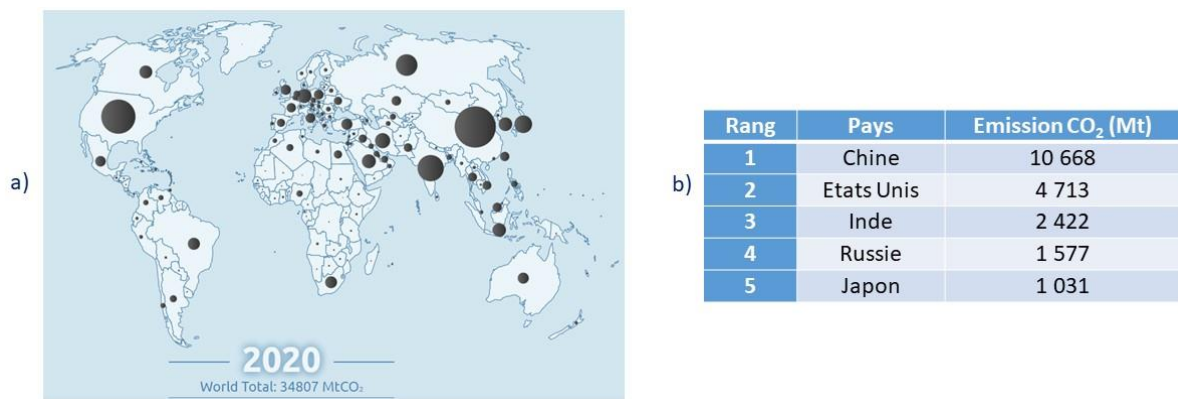 a)
2020
World Total: 34807 MtCO₂
b)
Rang Pays Emission CO₂ (Mt)
1 Chine 10 668
2 Etats Unis 4 713
3 Inde 2 422
4 Russie 1 577
5 Japon 1 031